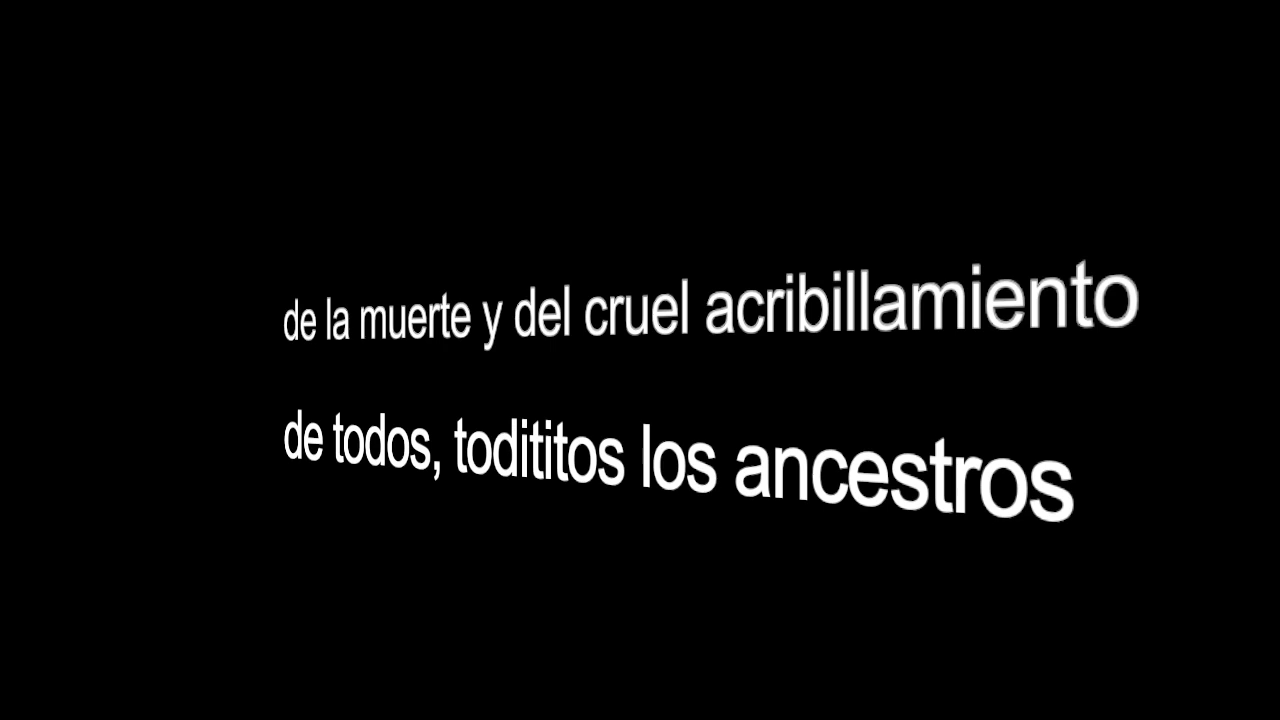 de la muerte y del cruel acribillamiento
de todos, todititos los ancestros